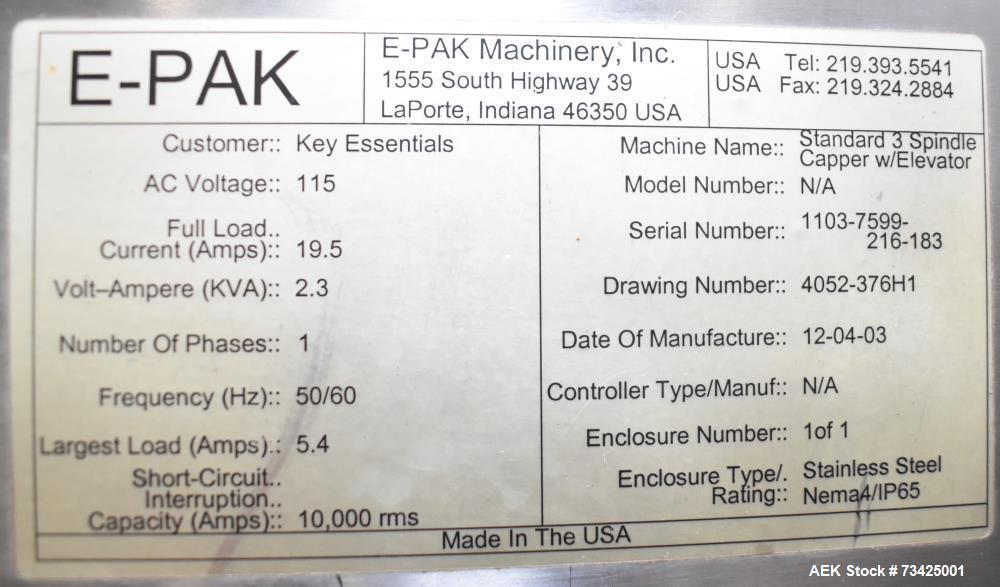 E-PAK
E-PAK Machinery, Inc.
1555 South Highway 39
LaPorte, Indiana 46350 USA
USA Tel: 219.393.5541
USA Fax: 219.324.2884
Customer:: Key Essentials
AC Voltage:: 115
Full Load..
Current (Amps):: 19.5
Volt–Ampere (KVA):: 2.3
Number Of Phases:: 1
Frequency (Hz):: 50/60
Largest Load (Amps).: 5.4
Short-Circuit..
Interruption..
Capacity (Amps):: 10,000 rms
Machine Name:: Standard 3 Spindle
Capper w/Elevator
Model Number:: N/A
Serial Number:: 1103-7599-
216-183
Drawing Number:: 4052-376H1
Date Of Manufacture:: 12-04-03
Controller Type/Manuf:: N/A
Enclosure Number:: 1of 1
Enclosure Type/. Stainless Steel
Rating:: Nema4/IP65
Made In The USA
AEK Stock # 73425001